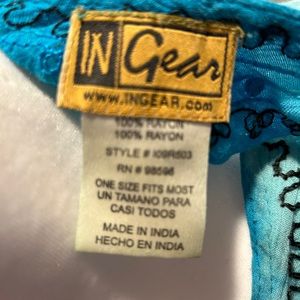 IN Gear
www.INGEAR.com
100% RAYON
100% RAYON
STYLE # I09R503
RN # 98596
ONE SIZE FITS MOST
UN TAMANO PARA
CASI TODOS
MADE IN INDIA
HECHO EN INDIA